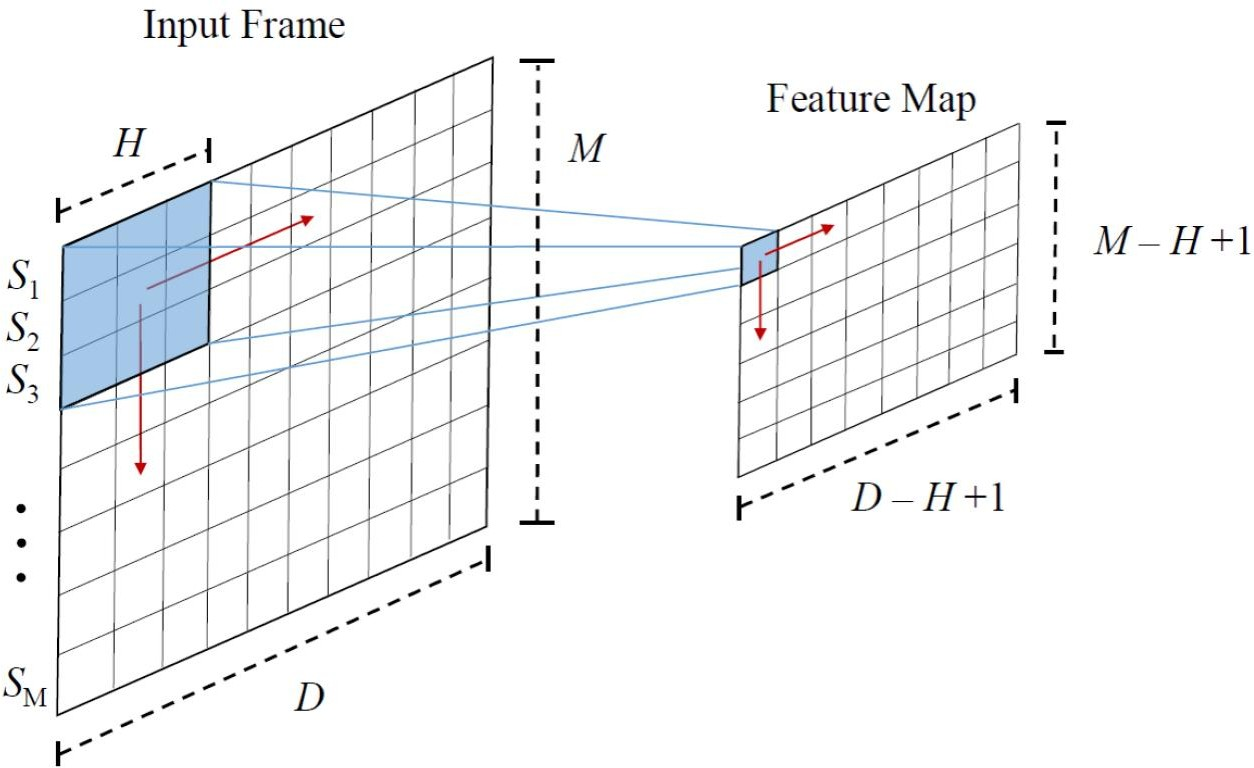 Input Frame
Feature Map
H
M
S1
S2
S3
M – H +1
D – H +1
SM
D